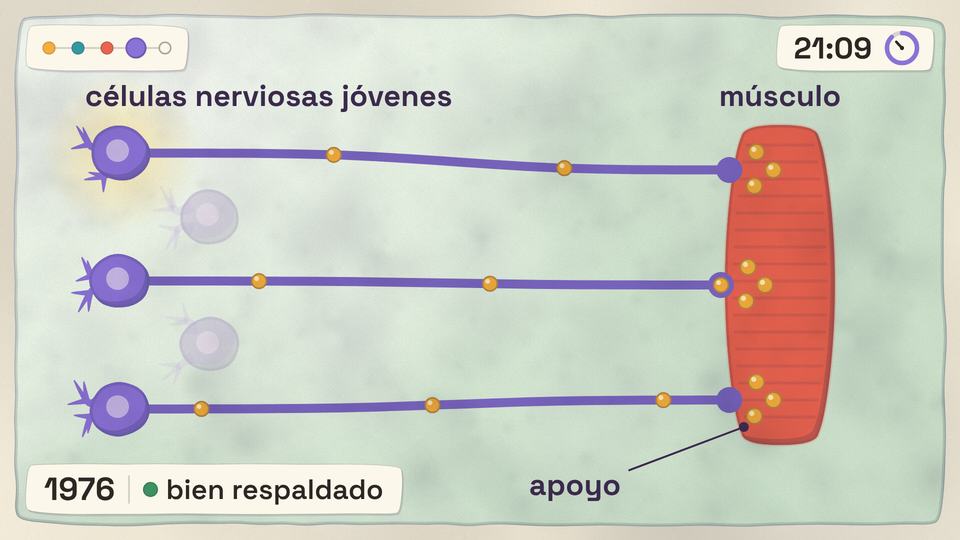 21:09
células nerviosas jóvenes
músculo
apoyo
1976 bien respaldado